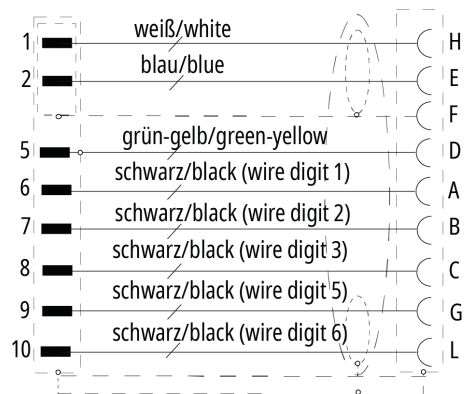 1 weiß/white H
2 blau/blue E
F
5 grün-gelb/green-yellow D
6 schwarz/black (wire digit 1) A
7 schwarz/black (wire digit 2) B
8 schwarz/black (wire digit 3) C
9 schwarz/black (wire digit 5) G
10 schwarz/black (wire digit 6) L